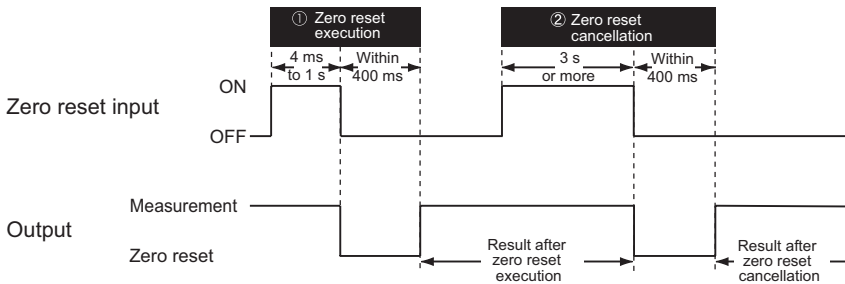 ① Zero reset
execution
② Zero reset
cancellation
4 ms
to 1 s
Within
400 ms
3 s
or more
Within
400 ms
Zero reset input
ON
OFF
Output
Measurement
Zero reset
Result after
zero reset
execution
Result after
zero reset
cancellation